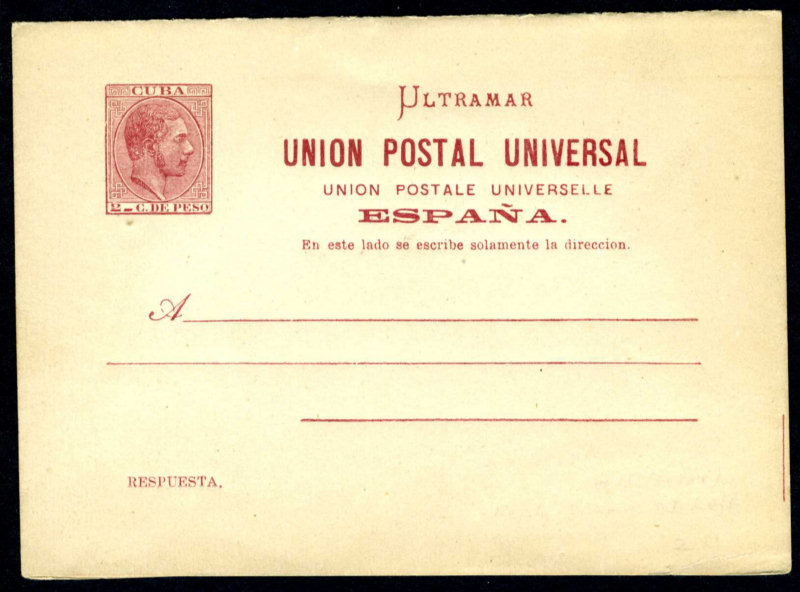 CUBA
2- C. DE PESO
ULTRAMAR
UNION POSTAL UNIVERSAL
UNION POSTALE UNIVERSELLE
ESPAÑA.
En este lado se escribe solamente la direccion.
A
RESPUESTA.